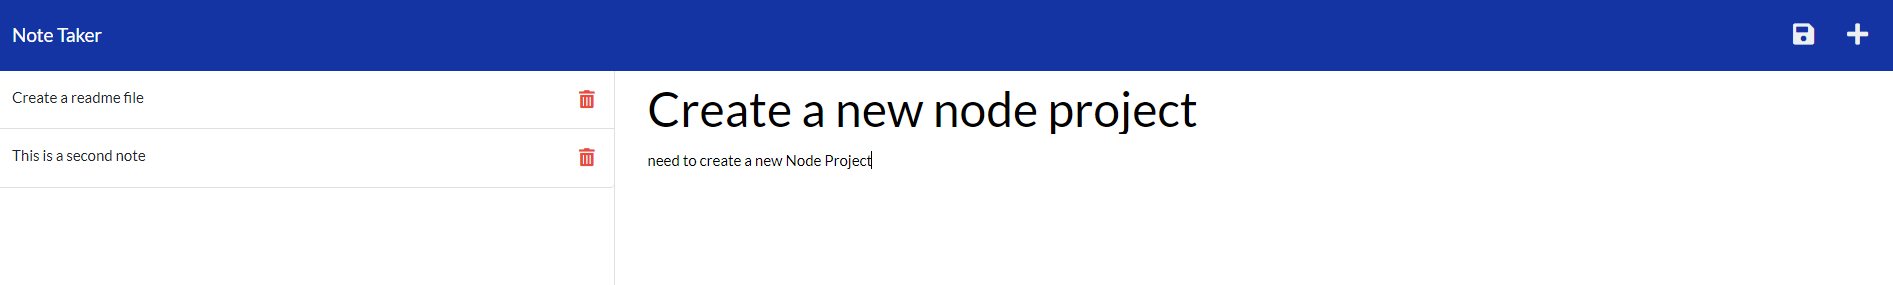 Note Taker
Create a readme file
This is a second note
Create a new node project
need to create a new Node Project